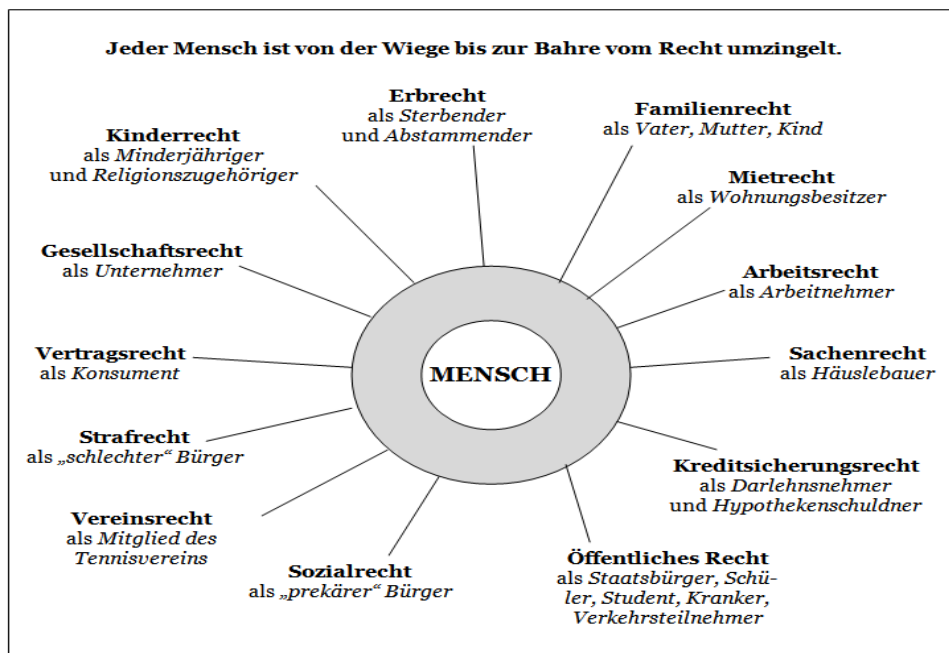 Jeder Mensch ist von der Wiege bis zur Bahre vom Recht umzingelt.
Erbrecht
als Sterbender
und Abstammender
Familienrecht
als Vater, Mutter, Kind
Kinderrecht
als Minderjähriger
und Religionszugehöriger
Mietrecht
als Wohnungsbesitzer
Gesellschaftsrecht
als Unternehmer
Arbeitsrecht
als Arbeitnehmer
Vertragsrecht
als Konsument
MENSCH
Sachenrecht
als Häuslebauer
Strafrecht
als „schlechter“ Bürger
Kreditsicherungsrecht
als Darlehnsnehmer
und Hypothekenschuldner
Vereinsrecht
als Mitglied des
Tennisvereins
Sozialrecht
als „prekärer“ Bürger
Öffentliches Recht
als Staatsbürger, Schü-
ler, Student, Kranker,
Verkehrsteilnehmer